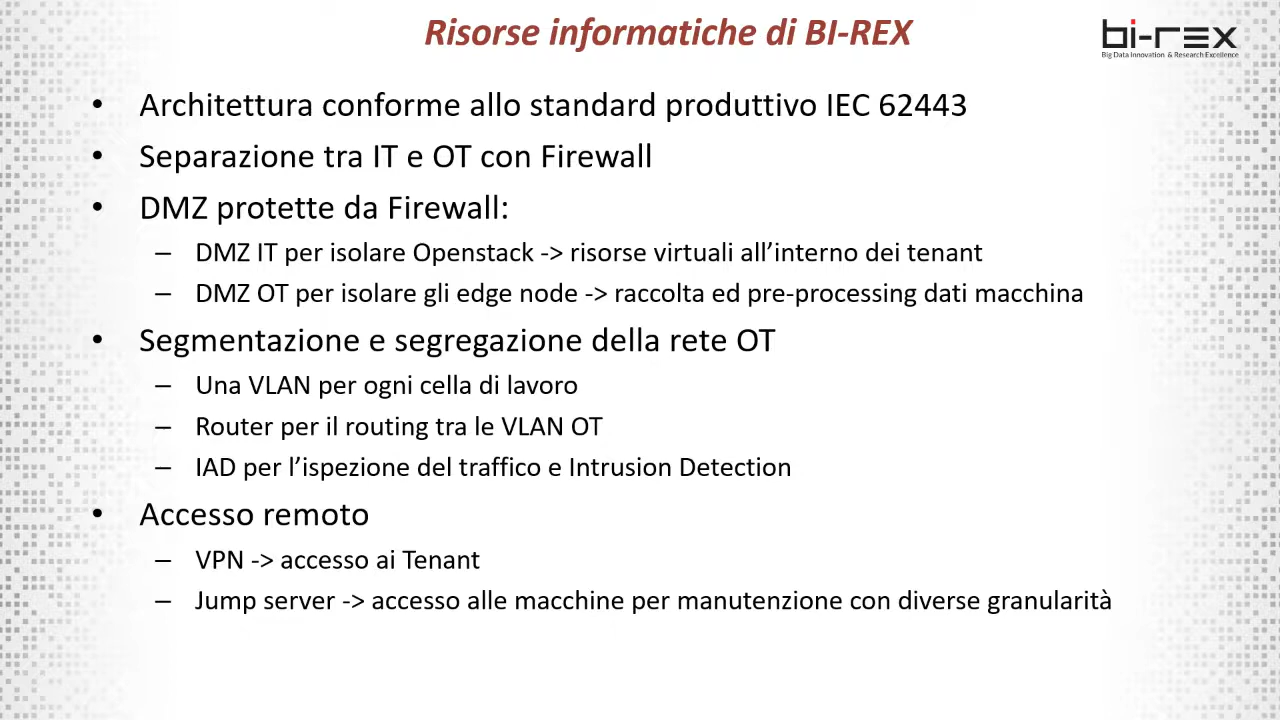 Risorse informatiche di BI-REX
bi-rex
Big Data Innovation & Research Excellence
• Architettura conforme allo standard produttivo IEC 62443
• Separazione tra IT e OT con Firewall
• DMZ protette da Firewall:
– DMZ IT per isolare Openstack -> risorse virtuali all’interno dei tenant
– DMZ OT per isolare gli edge node -> raccolta ed pre-processing dati macchina
• Segmentazione e segregazione della rete OT
– Una VLAN per ogni cella di lavoro
– Router per il routing tra le VLAN OT
– IAD per l’ispezione del traffico e Intrusion Detection
• Accesso remoto
– VPN -> accesso ai Tenant
– Jump server -> accesso alle macchine per manutenzione con diverse granularità